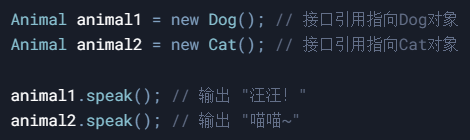 Animal animal1 = new Dog(); // 接口引用指向Dog对象
Animal animal2 = new Cat(); // 接口引用指向Cat对象
animal1.speak(); // 输出 "汪汪！"
animal2.speak(); // 输出 "喵喵~"